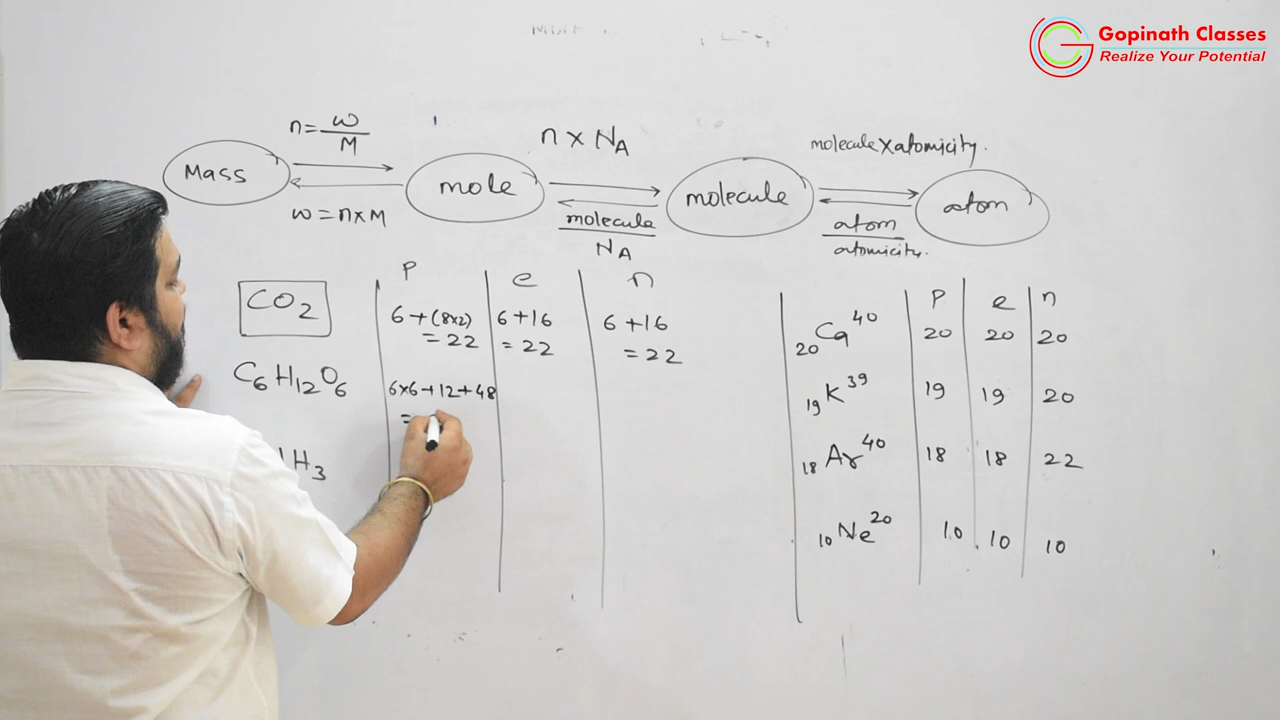 Gopinath Classes
Realize Your Potential
n = w/M
n × NA
molecule × atomicity.
Mass
mole
molecule
atom
w = n × M
molecule/NA
atom/atomicity.
P e n
CO2 6+(8×2) 6+16 6+16
=22 =22 =22
C6H12O6 6×6+12+48
=
H3
P e n
20Ca40 20 20 20
19K39 19 19 20
18Ar40 18 18 22
10Ne20 10 10 10